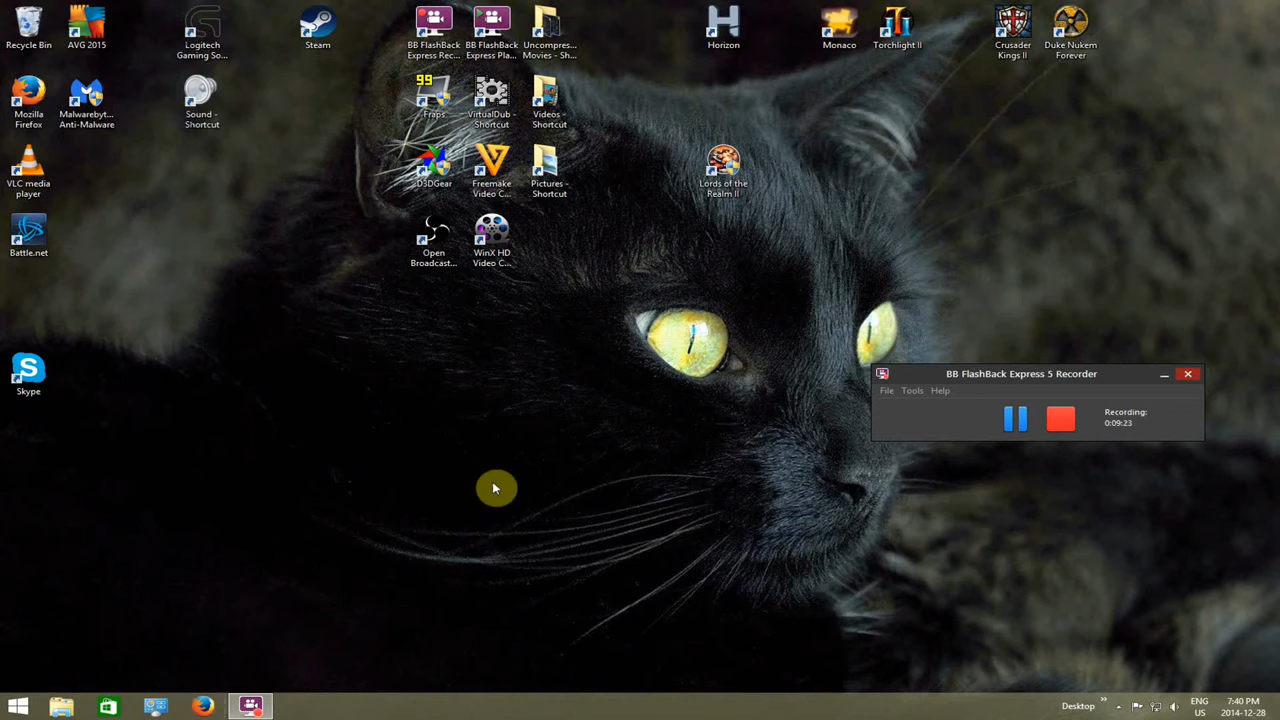 Recycle Bin
AVG 2015
Logitech
Gaming So...
Steam
BB FlashBack
Express Rec...
BB FlashBack
Express Pla...
Uncompres...
Movies - Sh...
Horizon
Monaco
Torchlight II
Crusader
Kings II
Duke Nukem
Forever
Mozilla
Firefox
Malwarebyt...
Anti-Malware
Sound -
Shortcut
99
Fraps
VirtualDub -
Shortcut
Videos -
Shortcut
VLC media
player
D3DGear
Freemake
Video C...
Pictures -
Shortcut
Lords of the
Realm II
Battle.net
Open
Broadcast...
WinX HD
Video C...
Skype
BB FlashBack Express 5 Recorder
File Tools Help
Recording:
0:09:23
Desktop
ENG
US
7:40 PM
2014-12-28